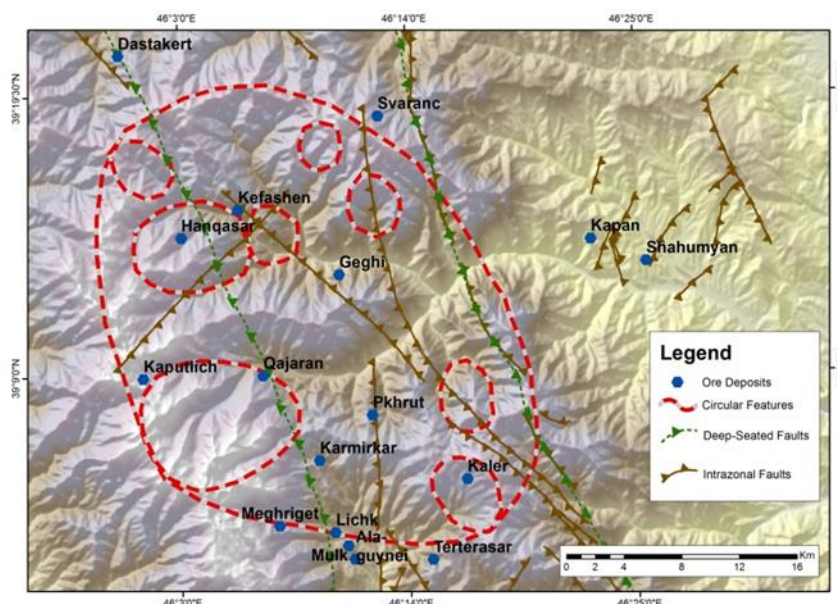 46°3'0"E
46°14'0"E
46°25'0"E
39°19'30"N
39°9'0"N
Dastakert
Svaranc
Kefashen
Hanqasar
Kapan
Shahumyan
Geghi
Kaputlich
Qajaran
Pkhrut
Karmirkar
Kaler
Meghriget
Lichk
Ala-
Mulk guynei
Terterasar
Legend
Ore Deposits
Circular Features
Deep-Seated Faults
Intrazonal Faults
0 2 4 8 12 16
Km
46°3'0"E
46°14'0"E
46°25'0"E